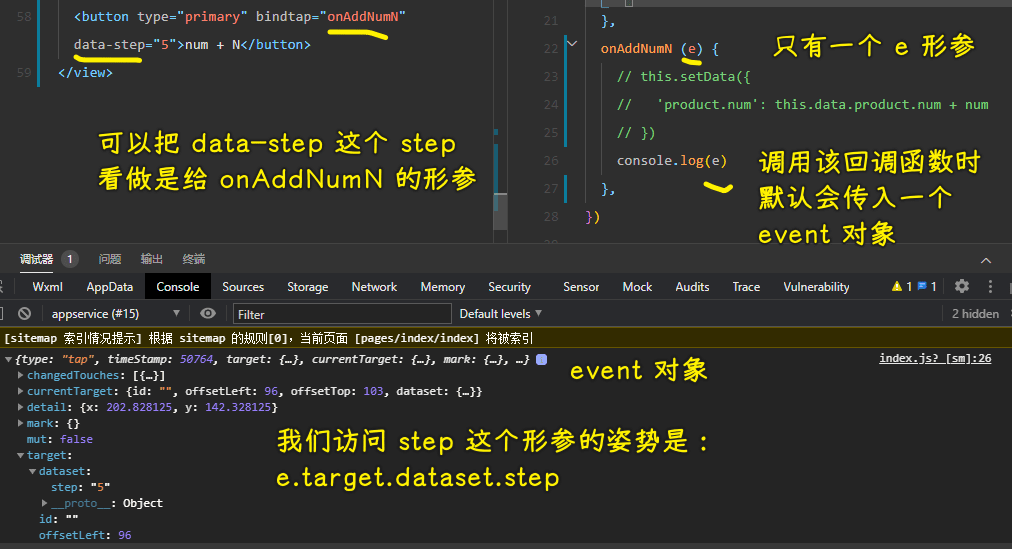 58 <button type="primary" bindtap="onAddNumN"
data-step="5">num + N</button>
59 </view>
可以把 data-step 这个 step
看做是给 onAddNumN 的形参
21 },
22 onAddNumN (e) {
23 // this.setData({
24 // 'product.num': this.data.product.num + num
25 // })
26 console.log(e)
27 },
28 })
只有一个 e 形参
调用该回调函数时
默认会传入一个
event 对象
调试器 1 问题 输出 终端
Wxml AppData Console Sources Storage Network Memory Security Sensor Mock Audits Trace Vulnerability 1 1
appservice (#15) Filter Default levels 2 hidden
[sitemap 索引情况提示] 根据 sitemap 的规则[0]，当前页面 [pages/index/index] 将被索引
{type: "tap", timeStamp: 50764, target: {…}, currentTarget: {…}, mark: {…}, …} index.js? [sm]:26
changedTouches: [{…}]
currentTarget: {id: "", offsetLeft: 96, offsetTop: 103, dataset: {…}}
detail: {x: 202.828125, y: 142.328125}
mark: {}
mut: false
target:
dataset:
step: "5"
__proto__: Object
id: ""
offsetLeft: 96
event 对象
我们访问 step 这个形参的姿势是：
e.target.dataset.step